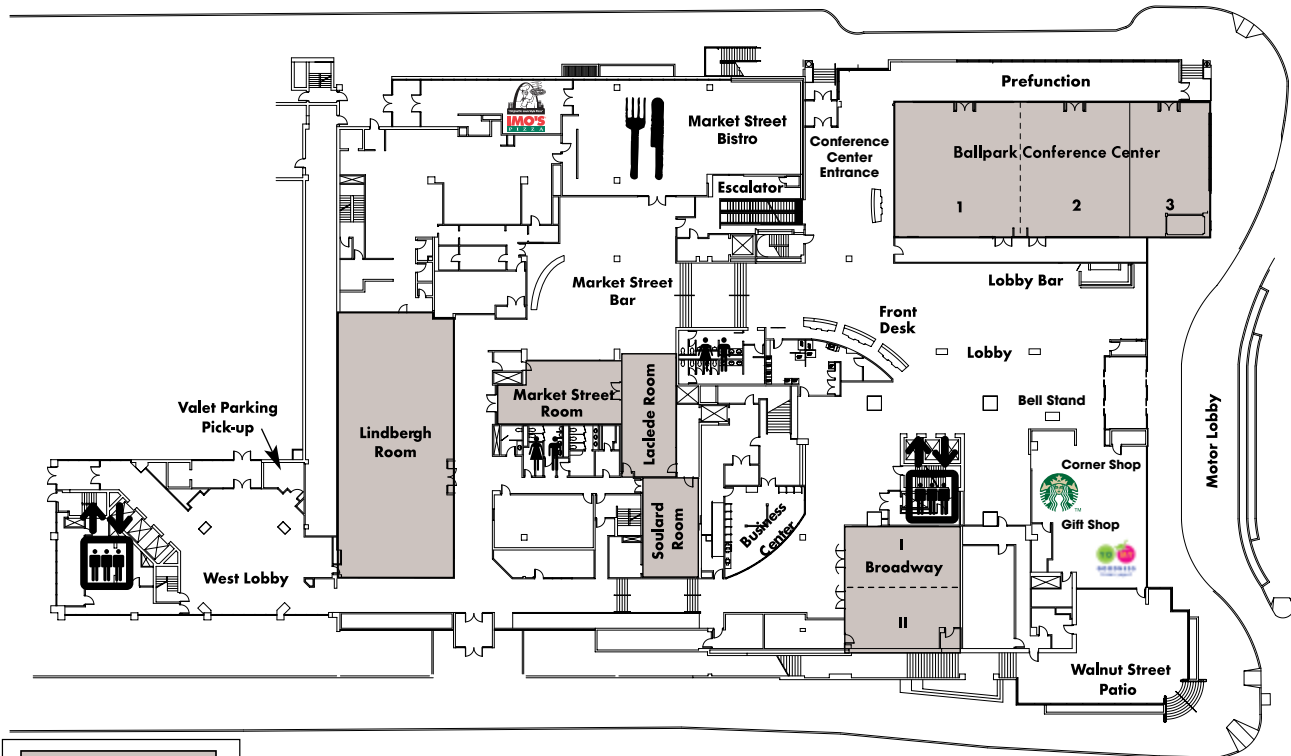 Prefunction
IMO'S
PIZZA
Market Street
Bistro
Conference
Center
Entrance
Ballpark Conference Center
1
2
3
Escalator
Market Street
Bar
Lobby Bar
Front
Desk
Lobby
Valet Parking
Pick-up
Lindbergh
Room
Market Street
Room
Laclede Room
Bell Stand
Motor Lobby
Corner Shop
TM
Gift Shop
Soulard
Room
Business
Center
I
Broadway
II
West Lobby
Walnut Street
Patio